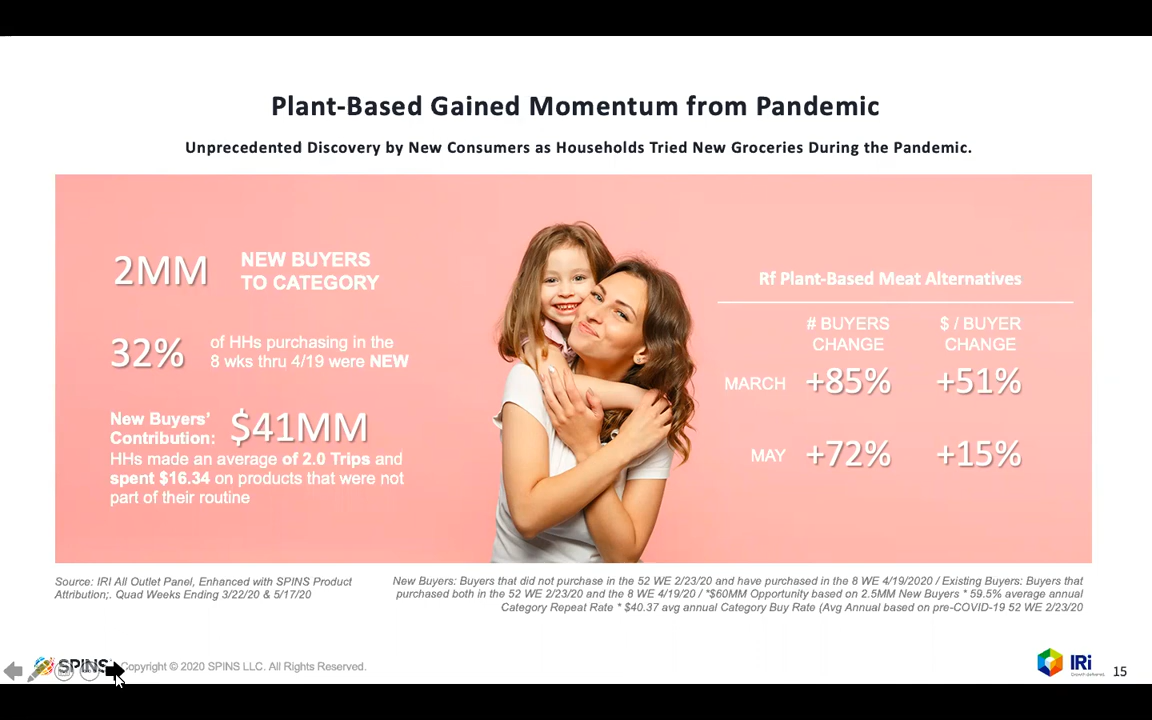 Plant-Based Gained Momentum from Pandemic
Unprecedented Discovery by New Consumers as Households Tried New Groceries During the Pandemic.
2MM NEW BUYERS
TO CATEGORY
32% of HHs purchasing in the
8 wks thru 4/19 were NEW
New Buyers'
Contribution: $41MM
HHs made an average of 2.0 Trips and
spent $16.34 on products that were not
part of their routine
Rf Plant-Based Meat Alternatives
# BUYERS
CHANGE
$ / BUYER
CHANGE
MARCH +85% +51%
MAY +72% +15%
Source: IRI All Outlet Panel, Enhanced with SPINS Product
Attribution;. Quad Weeks Ending 3/22/20 & 5/17/20
New Buyers: Buyers that did not purchase in the 52 WE 2/23/20 and have purchased in the 8 WE 4/19/2020 / Existing Buyers: Buyers that
purchased both in the 52 WE 2/23/20 and the 8 WE 4/19/20 / *$60MM Opportunity based on 2.5MM New Buyers * 59.5% average annual
Category Repeat Rate * $40.37 avg annual Category Buy Rate (Avg Annual based on pre-COVID-19 52 WE 2/23/20
SPINS Copyright © 2020 SPINS LLC. All Rights Reserved.
IRi
Growth delivered.
15